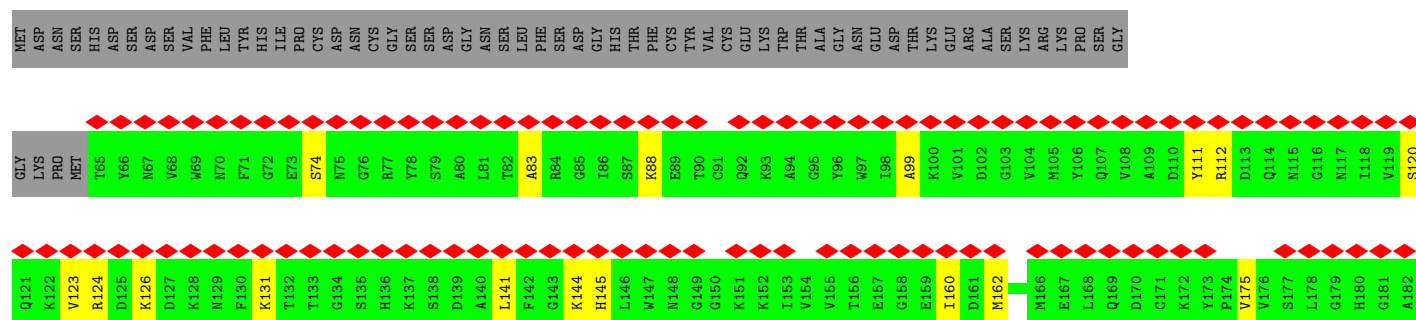 MET ASP ASN SER HIS ASP SER ASP SER VAL PHE LEU TYR HIS ILE PRO CYS ASP ASN CYS GLY SER SER ASP GLY ASN SER LEU PHE SER ASP GLY HIS THR PHE CYS TYR VAL CYS GLU LYS TRP THR ALA GLY ASN GLU ASP THR LYS GLU ARG ALA SER LYS ARG LYS PRO SER GLY
GLY LYS PRO MET T65 Y66 N67 V68 W69 N70 F71 G72 E73 S74 N75 G76 R77 Y78 S79 A80 L81 T82 A83 R84 G85 I86 S87 K88 E89 T90 C91 Q92 K93 A94 G95 Y96 W97 I98 A99 K100 V101 D102 G103 V104 M105 Y106 Q107 V108 A109 D110 Y111 R112 D113 Q114 N115 G116 N117 I118 V119 S120
Q121 K122 V123 R124 D125 K126 D127 K128 N129 F130 K131 T132 T133 G134 S135 H136 K137 S138 D139 A140 L141 F142 G143 K144 H145 L146 W147 N148 G149 G150 K151 K152 I153 V154 V155 T156 E157 G158 E159 I160 D161 M162 M166 E167 L168 Q169 D170 C171 K172 Y173 P174 V175 V176 S177 L178 G179 H180 G181 A182